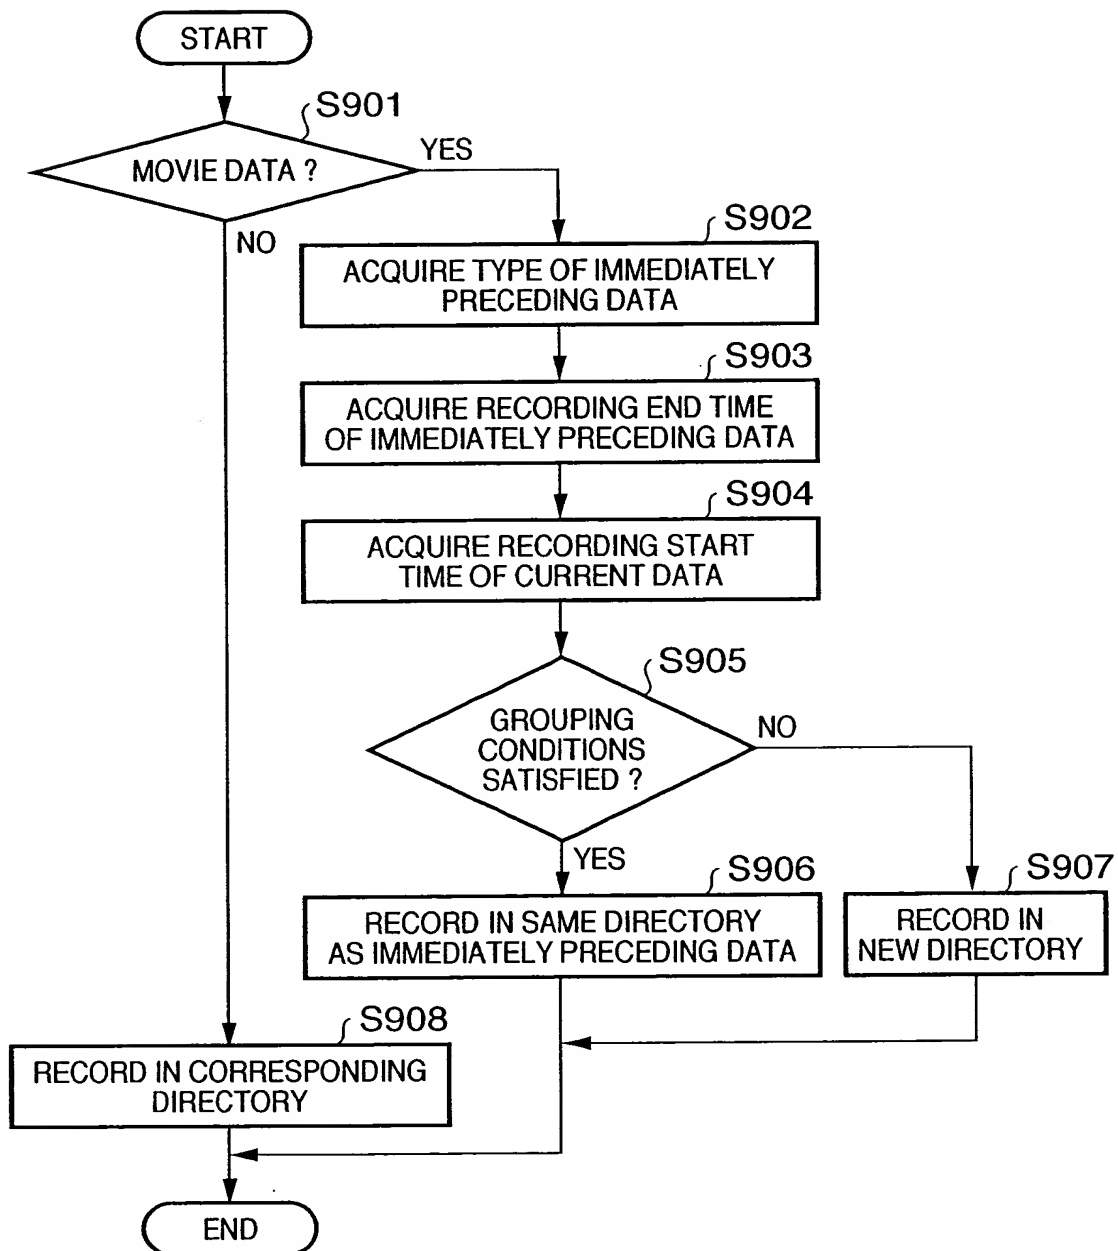 START
S901
MOVIE DATA ?
YES
NO
S902
ACQUIRE TYPE OF IMMEDIATELY
PRECEDING DATA
S903
ACQUIRE RECORDING END TIME
OF IMMEDIATELY PRECEDING DATA
S904
ACQUIRE RECORDING START
TIME OF CURRENT DATA
S905
GROUPING
CONDITIONS
SATISFIED ?
NO
YES
S906
RECORD IN SAME DIRECTORY
AS IMMEDIATELY PRECEDING DATA
S907
RECORD IN
NEW DIRECTORY
S908
RECORD IN CORRESPONDING
DIRECTORY
END